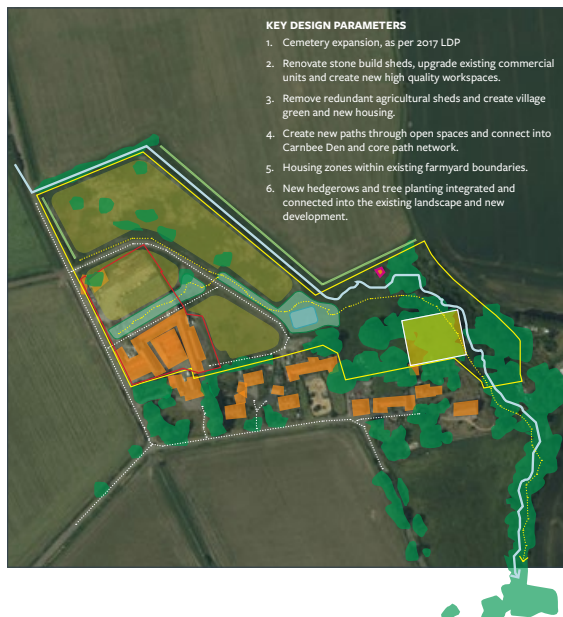 KEY DESIGN PARAMETERS
1. Cemetery expansion, as per 2017 LDP
2. Renovate stone build sheds, upgrade existing commercial
units and create new high quality workspaces.
3. Remove redundant agricultural sheds and create village
green and new housing.
4. Create new paths through open spaces and connect into
Carnbee Den and core path network.
5. Housing zones within existing farmyard boundaries.
6. New hedgerows and tree planting integrated and
connected into the existing landscape and new
development.